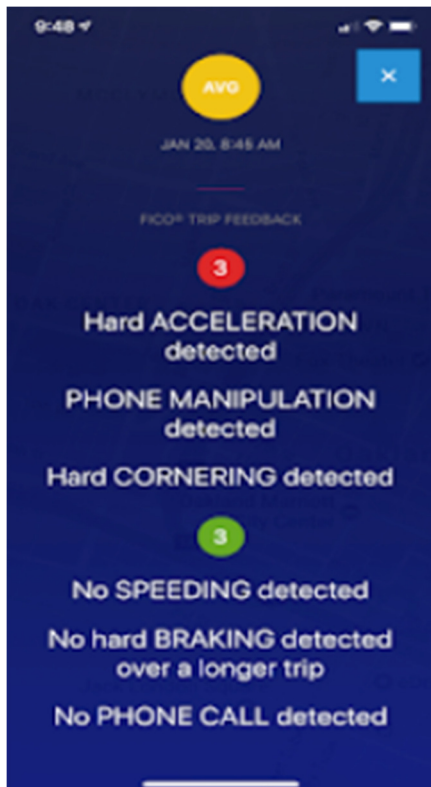 9:48
AVG
×
JAN 20, 8:45 AM
FICO® TRIP FEEDBACK
3
Hard ACCELERATION
detected
PHONE MANIPULATION
detected
Hard CORNERING detected
3
No SPEEDING detected
No hard BRAKING detected
over a longer trip
No PHONE CALL detected